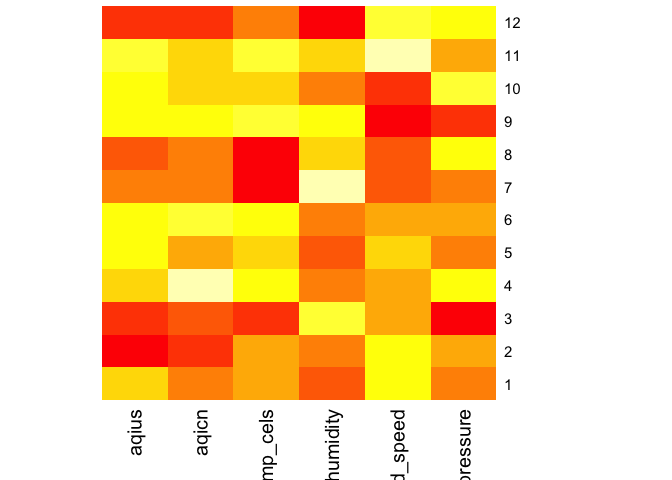 12
11
10
9
8
7
6
5
4
3
2
1
aqius
aqicn
mp_cels
humidity
d_speed
pressure